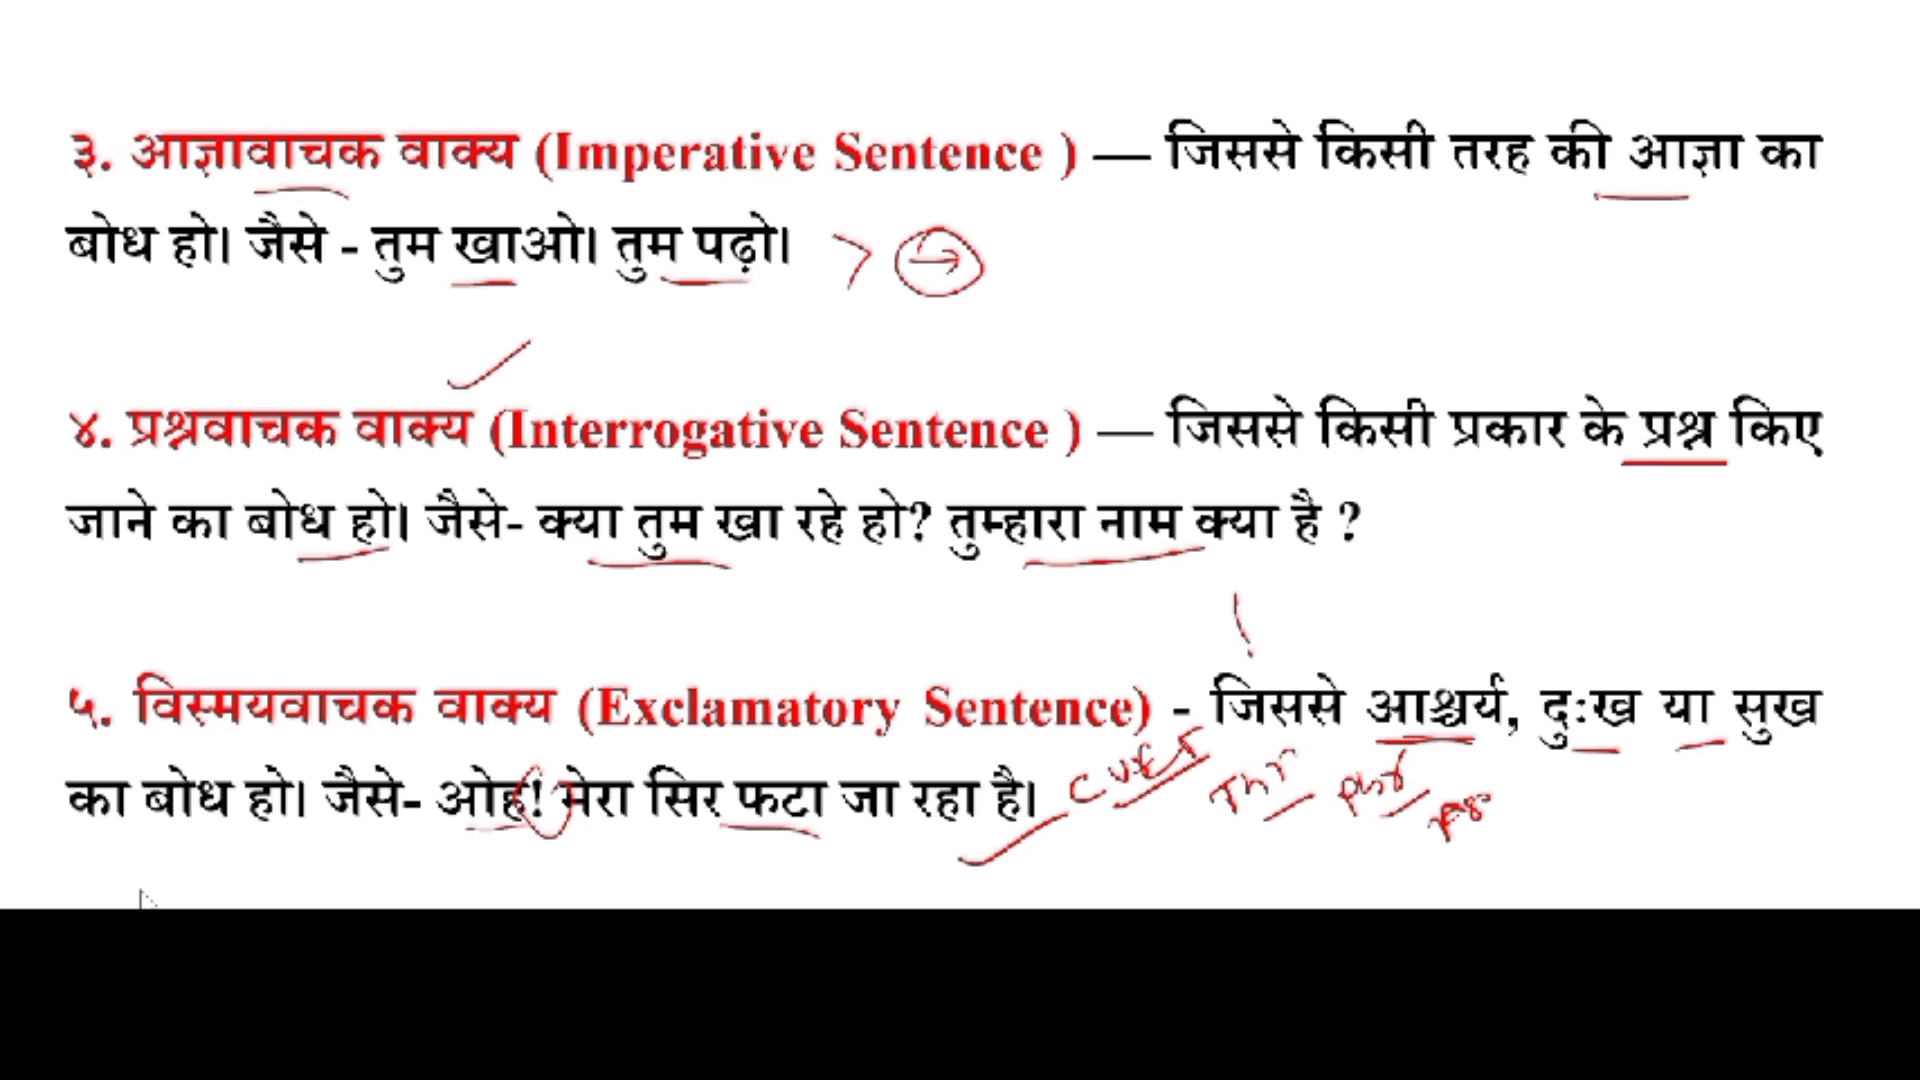 ३. आज्ञावाचक वाक्य (Imperative Sentence ) — जिससे किसी तरह की आज्ञा का
बोध हो। जैसे - तुम खाओ। तुम पढ़ो।
४. प्रश्नवाचक वाक्य (Interrogative Sentence ) — जिससे किसी प्रकार के प्रश्न किए
जाने का बोध हो। जैसे- क्या तुम खा रहे हो? तुम्हारा नाम क्या है ?
५. विस्मयवाचक वाक्य (Exclamatory Sentence) - जिससे आश्चर्य, दुःख या सुख
का बोध हो। जैसे- ओह! मेरा सिर फटा जा रहा है।